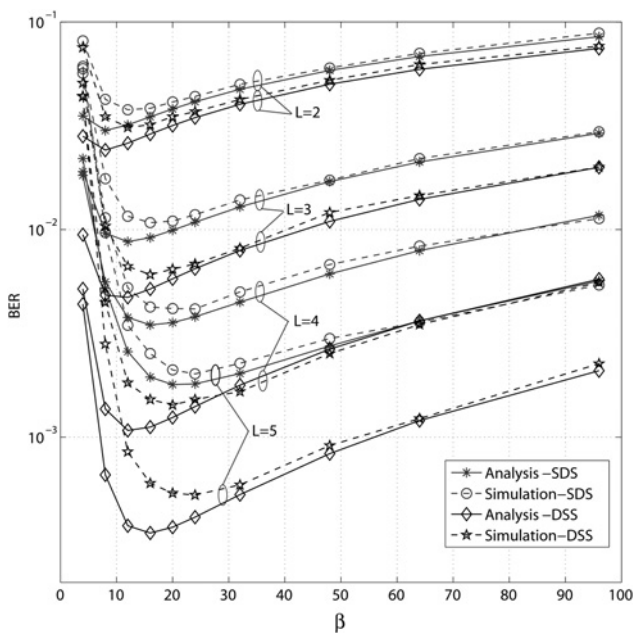 10⁻¹
10⁻²
10⁻³
BER
L=2
L=3
L=4
L=5
Analysis –SDS
Simulation–SDS
Analysis –DSS
Simulation–DSS
0 10 20 30 40 50 60 70 80 90 100
β